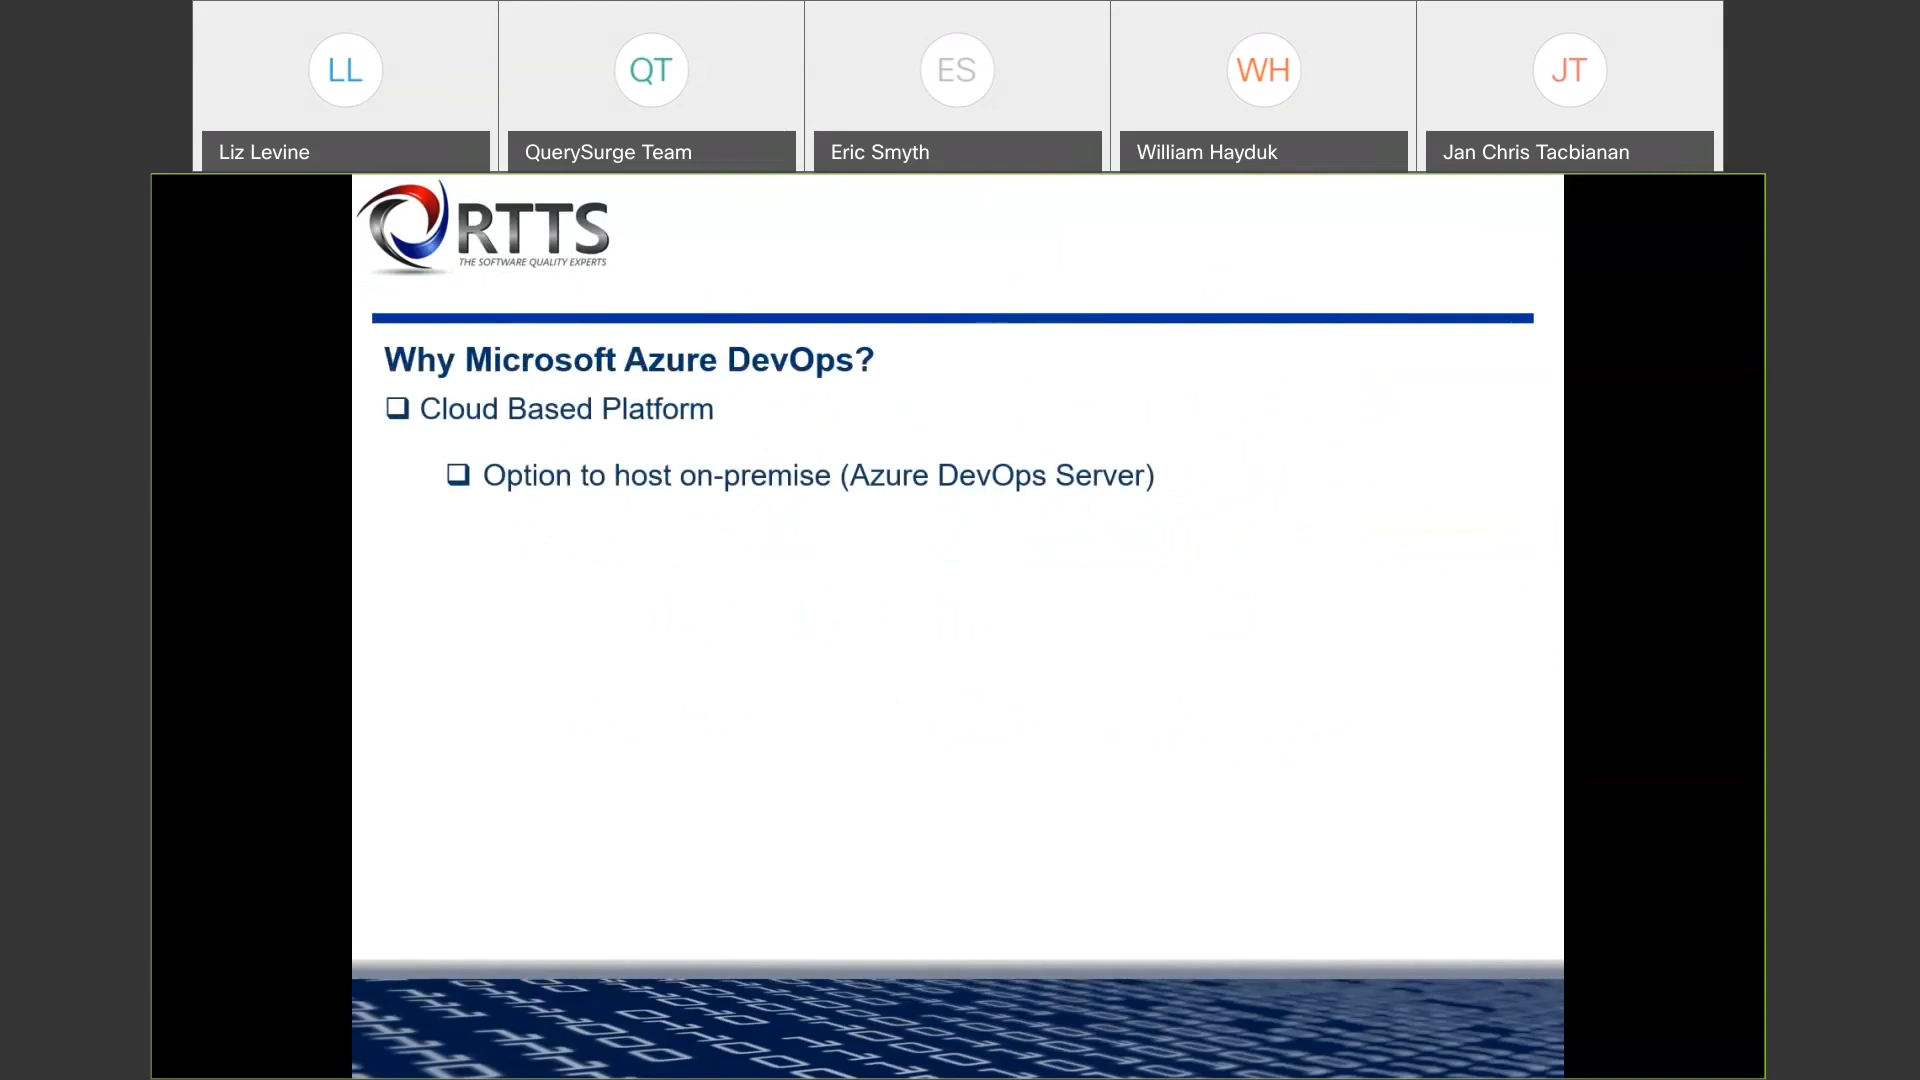 LL
QT
ES
WH
JT
Liz Levine
QuerySurge Team
Eric Smyth
William Hayduk
Jan Chris Tacbianan
RTTS
THE SOFTWARE QUALITY EXPERTS
Why Microsoft Azure DevOps?
Cloud Based Platform
Option to host on-premise (Azure DevOps Server)